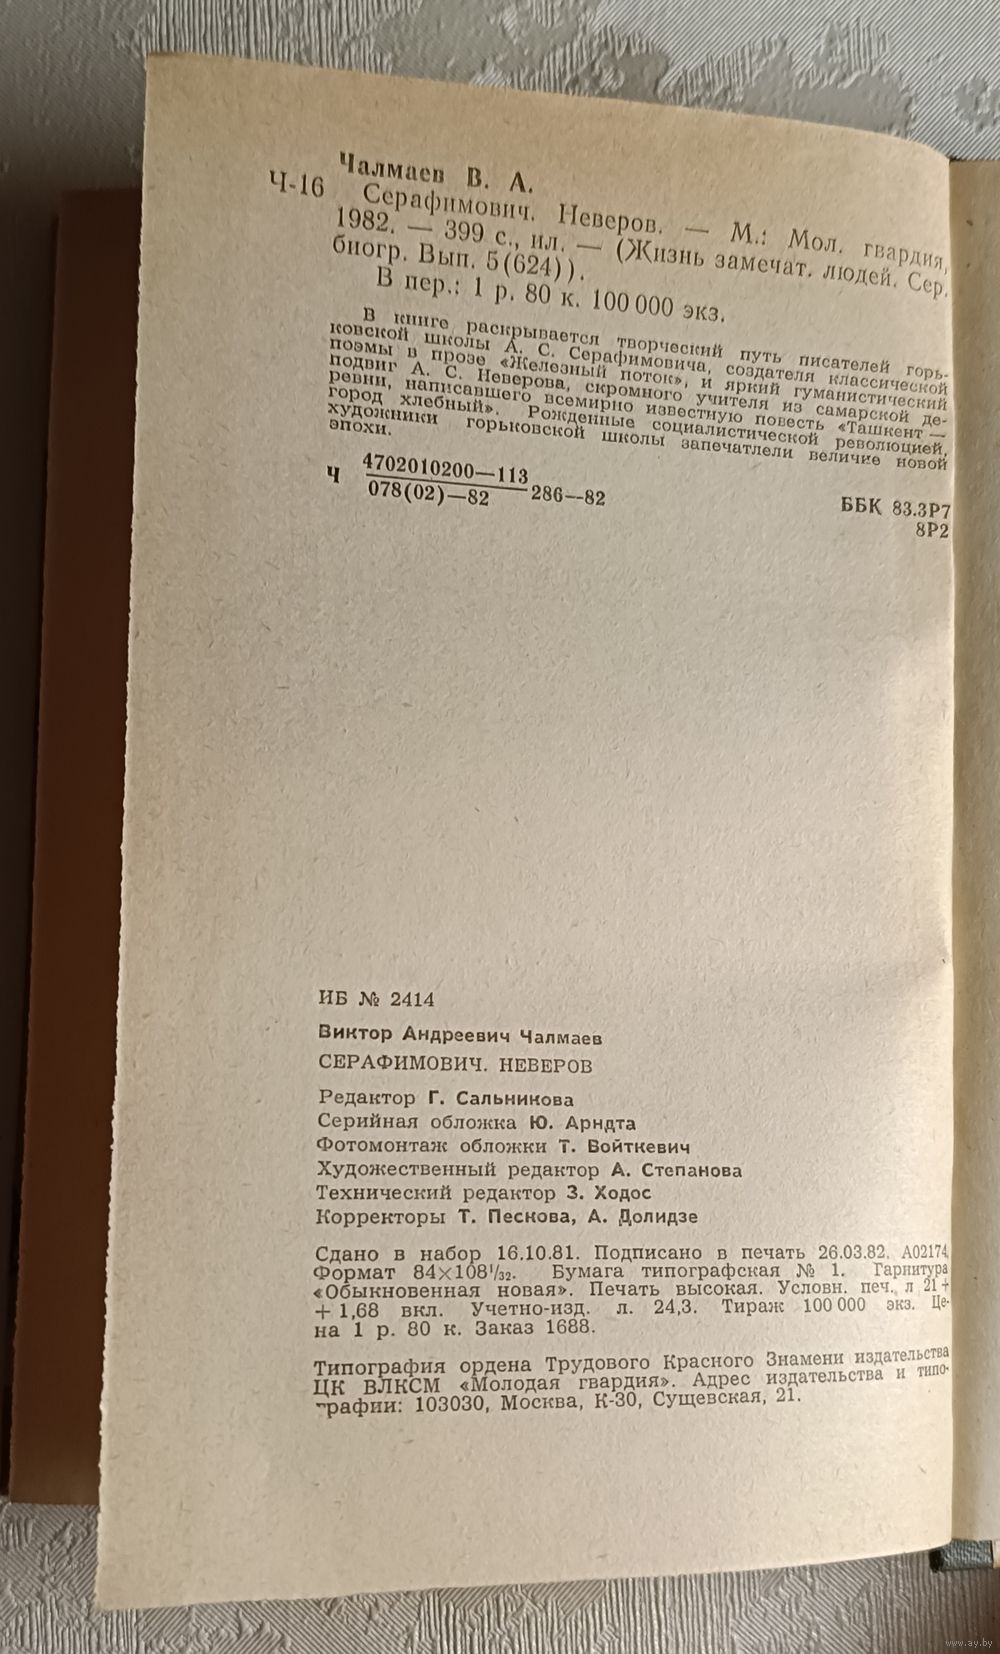 Чалмаев В. А.
Ч-16 Серафимович. Неверов. — М.: Мол. гвардия,
1982. — 399 с., ил. — (Жизнь замечат. людей. Сер.
биогр. Вып. 5(624)).
В пер.: 1 р. 80 к. 100 000 экз.
В книге раскрывается творческий путь писателей горь-
ковской школы А. С. Серафимовича, создателя классической
поэмы в прозе «Железный поток», и яркий гуманистический
подвиг А. С. Неверова, скромного учителя из самарской де-
ревни, написавшего всемирно известную повесть «Ташкент —
город хлебный». Рожденные социалистической революцией,
художники горьковской школы запечатлели величие новой
эпохи.
Ч 4702010200—113
078(02)—82 286—82
ББК 83.3Р7
8Р2
ИБ № 2414
Виктор Андреевич Чалмаев
СЕРАФИМОВИЧ. НЕВЕРОВ
Редактор Г. Сальникова
Серийная обложка Ю. Арндта
Фотомонтаж обложки Т. Войткевич
Художественный редактор А. Степанова
Технический редактор З. Ходос
Корректоры Т. Пескова, А. Долидзе
Сдано в набор 16.10.81. Подписано в печать 26.03.82. А02174.
Формат 84×108¹/₃₂. Бумага типографская № 1. Гарнитура
«Обыкновенная новая». Печать высокая. Условн. печ. л 21+
+ 1,68 вкл. Учетно-изд. л. 24,3. Тираж 100 000 экз. Це-
на 1 р. 80 к. Заказ 1688.
Типография ордена Трудового Красного Знамени издательства
ЦК ВЛКСМ «Молодая гвардия». Адрес издательства и типо-
графии: 103030, Москва, К-30, Сущевская, 21.
www.ay.by